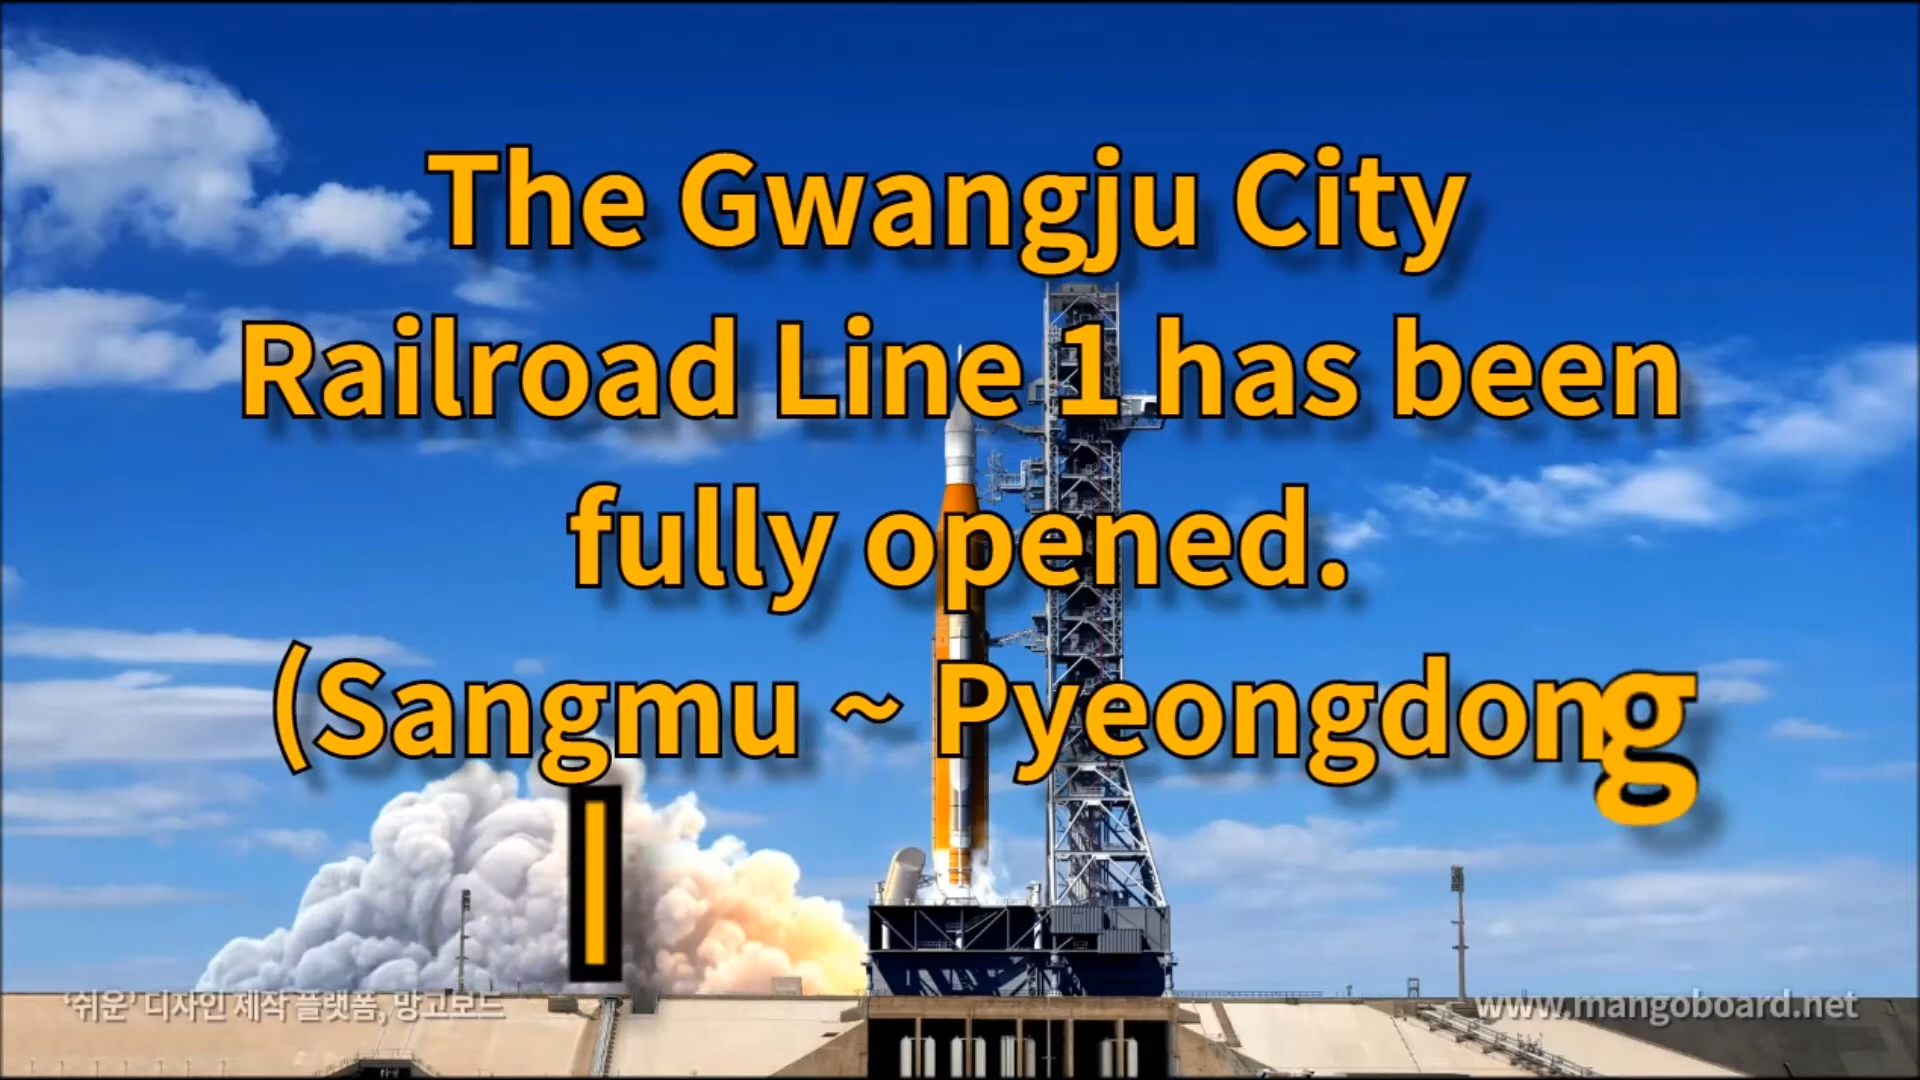 The Gwangju City
Railroad Line 1 has been
fully opened.
(Sangmu ~ Pyeongdong
l
'쉬운' 디자인 제작 플랫폼, 망고보드
www.mangoboard.net